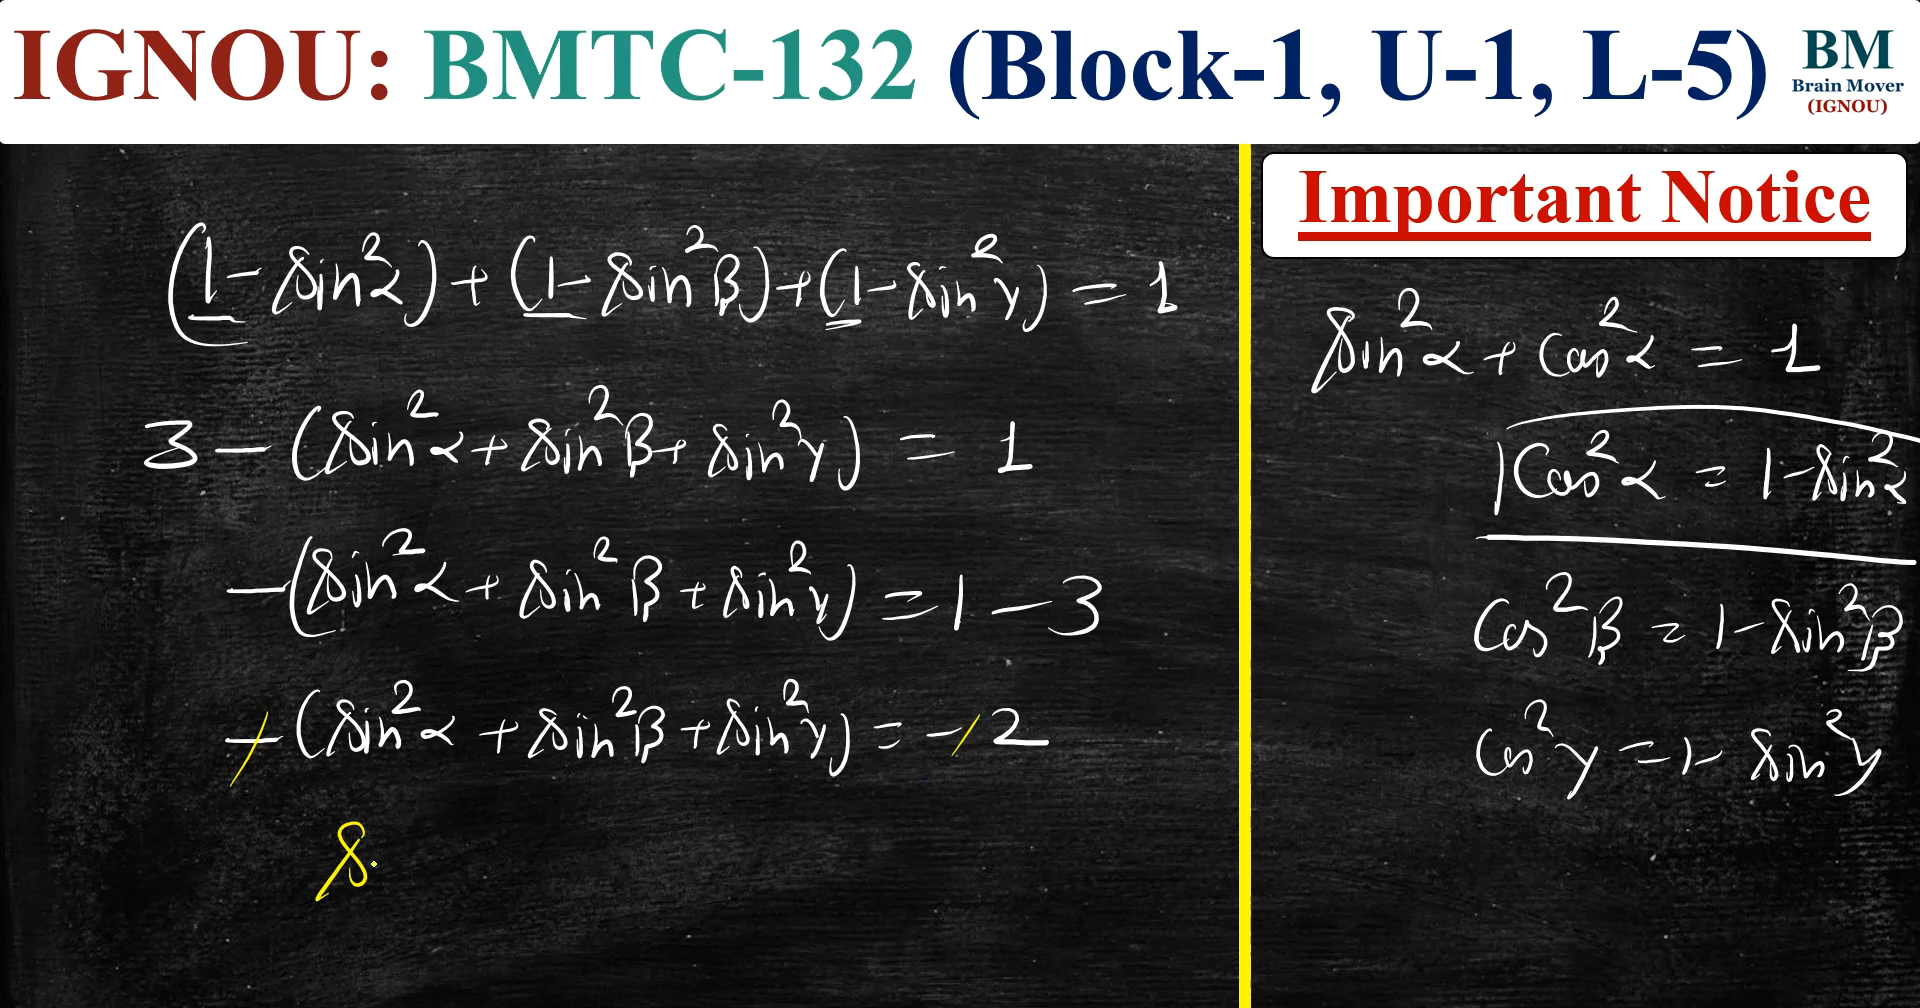 IGNOU: BMTC-132 (Block-1, U-1, L-5)
BM
Brain Mover
(IGNOU)
Important Notice
(1 - sin²α) + (1 - sin²β) + (1 - sin²γ) = 1
3 - (sin²α + sin²β + sin²γ) = 1
-(sin²α + sin²β + sin²γ) = 1 - 3
- (sin²α + sin²β + sin²γ) = - 2
s
sin²α + cos²α = 1
Cos²α = 1 - sin²α
Cos²β = 1 - sin²β
Cos²γ = 1 - sin²γ